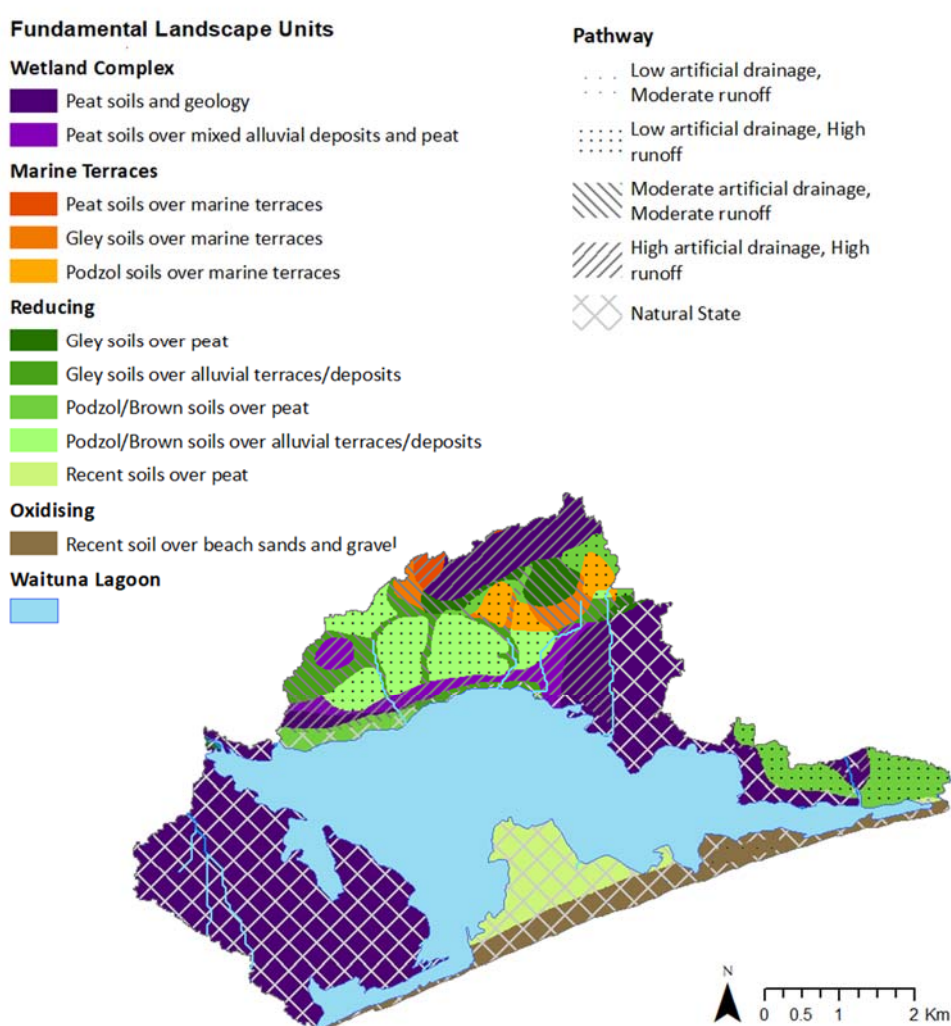 Fundamental Landscape Units
Wetland Complex
Peat soils and geology
Peat soils over mixed alluvial deposits and peat
Marine Terraces
Peat soils over marine terraces
Gley soils over marine terraces
Podzol soils over marine terraces
Reducing
Gley soils over peat
Gley soils over alluvial terraces/deposits
Podzol/Brown soils over peat
Podzol/Brown soils over alluvial terraces/deposits
Recent soils over peat
Oxidising
Recent soil over beach sands and gravel
Waituna Lagoon
Pathway
Low artificial drainage,
Moderate runoff
Low artificial drainage, High
runoff
Moderate artificial drainage,
Moderate runoff
High artificial drainage, High
runoff
Natural State
N
0 0.5 1 2 Km